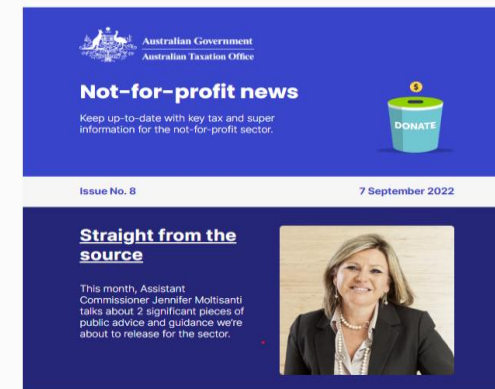 Australian Government
Australian Taxation Office
Not-for-profit news
Keep up-to-date with key tax and super
information for the not-for-profit sector.
DONATE
Issue No. 8
7 September 2022
Straight from the
source
This month, Assistant
Commissioner Jennifer Moltisanti
talks about 2 significant pieces of
public advice and guidance we're
about to release for the sector.